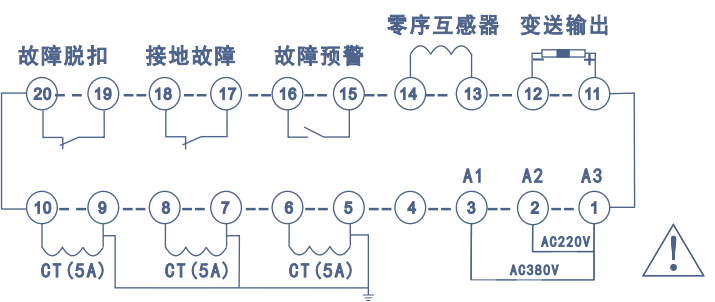 零序互感器 变送输出
故障脱扣 接地故障 故障预警
− +
20 19 18 17 16 15 14 13 12 11
A1 A2 A3
10 9 8 7 6 5 4 3 2 1
AC220V
CT(5A) CT(5A) CT(5A) AC380V
!